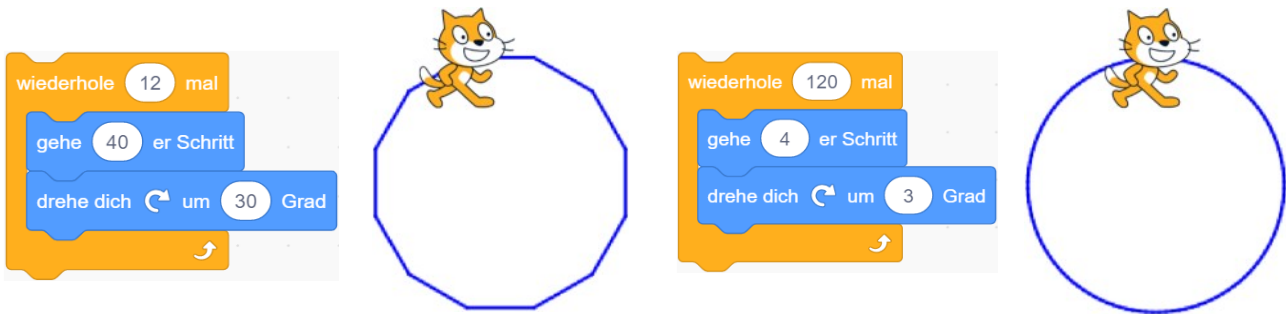 wiederhole 12 mal
gehe 40 er Schritt
drehe dich um 30 Grad
wiederhole 120 mal
gehe 4 er Schritt
drehe dich um 3 Grad